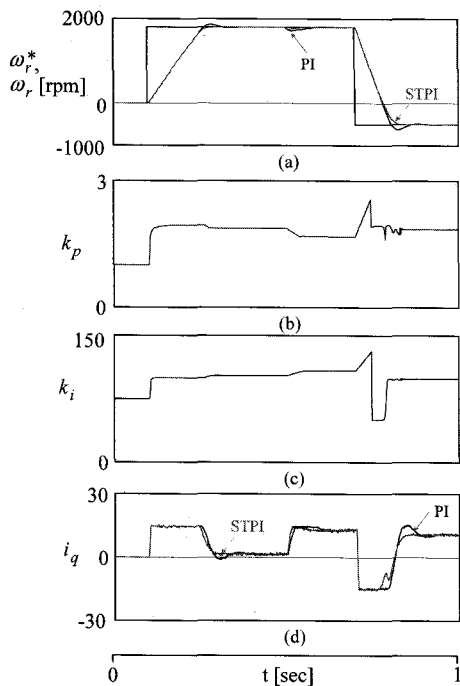 2000
ω_r^*,
ω_r [rpm]
PI
0
STPI
-1000
(a)
3
k_p
0
(b)
150
k_i
0
(c)
30
STPI
PI
i_q
0
-30
(d)
0
t [sec]
1